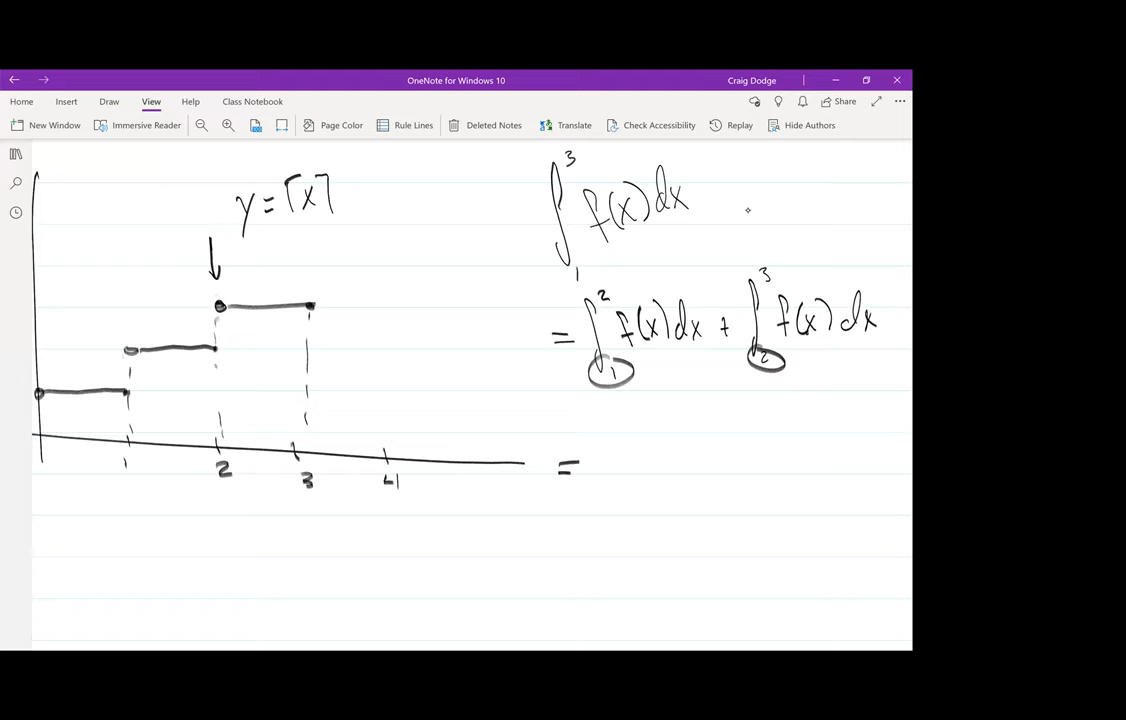 OneNote for Windows 10
Craig Dodge
Home Insert Draw View Help Class Notebook
Share
New Window Immersive Reader Page Color Rule Lines Deleted Notes Translate Check Accessibility Replay Hide Authors
y = ⌈x⌉
∫₁³ f(x) dx
= ∫₁² f(x) dx + ∫₂³ f(x) dx
1 2 3 4
=